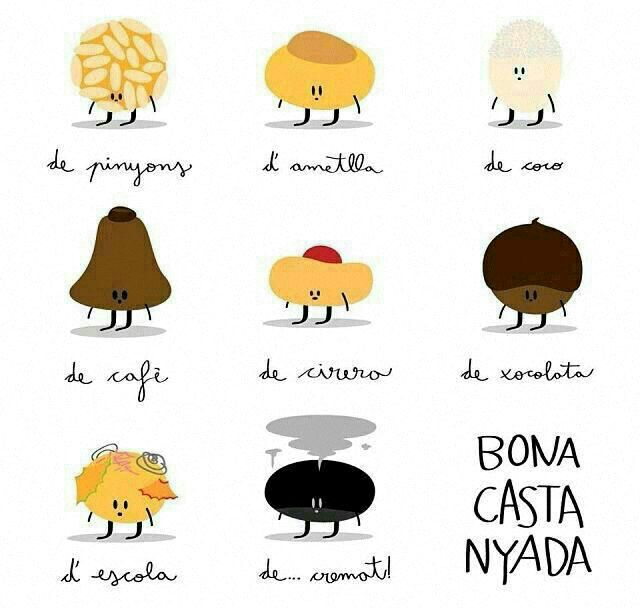 de pinyons
d' ametlla
de coco
de cafè
de cirera
de xocolata
d' escola
de... cremat!
BONA
CASTA
NYADA